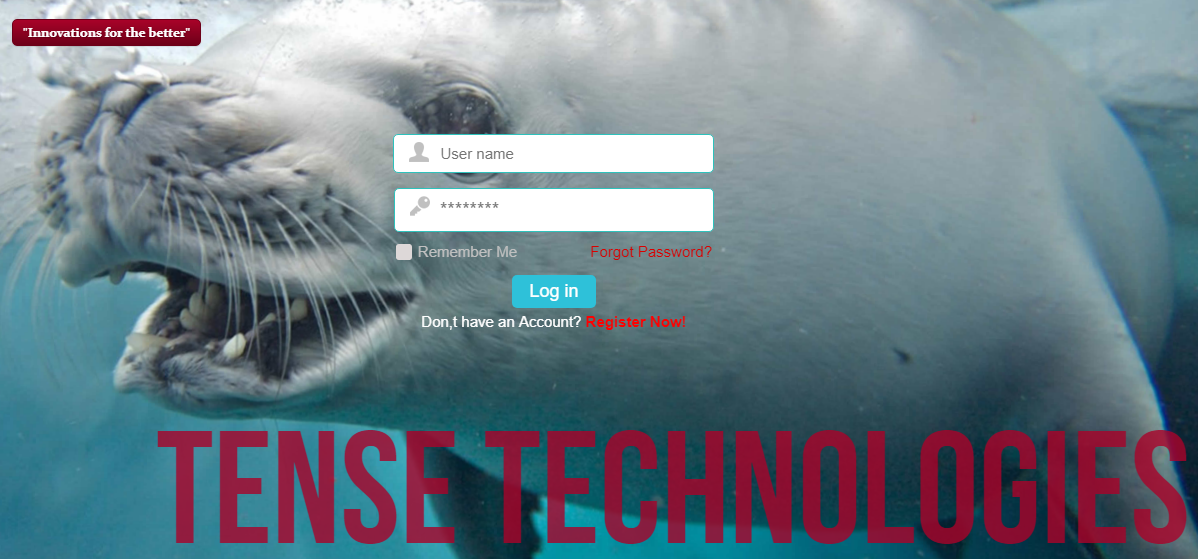 "Innovations for the better"
User name
********
Remember Me
Forgot Password?
Log in
Don,t have an Account? Register Now!
TENSE TECHNOLOGIES